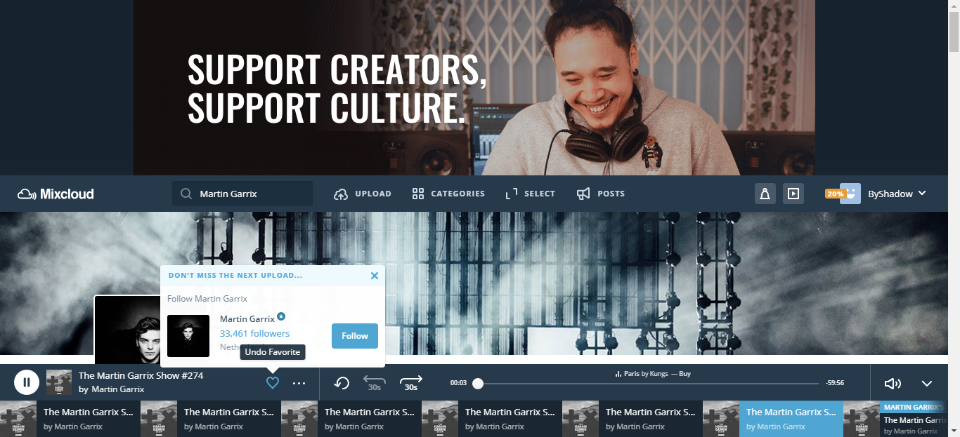 SUPPORT CREATORS,
SUPPORT CULTURE.
Mixcloud
Martin Garrix
UPLOAD
CATEGORIES
SELECT
POSTS
20%
ByShadow
DON'T MISS THE NEXT UPLOAD...
Follow Martin Garrix
Martin Garrix
33,461 followers
Neth
Follow
Undo Favorite
The Martin Garrix Show #274
by Martin Garrix
30s
30s
00:03
Paris by Kungs — Buy
-59:56
The Martin Garrix S...
by Martin Garrix
The Martin Garrix S...
by Martin Garrix
The Martin Garrix S...
by Martin Garrix
The Martin Garrix S...
by Martin Garrix
The Martin Garrix S...
by Martin Garrix
The Martin Garrix S...
by Martin Garrix
MARTIN GARRIX
The Martin Garrix
by Martin Garrix